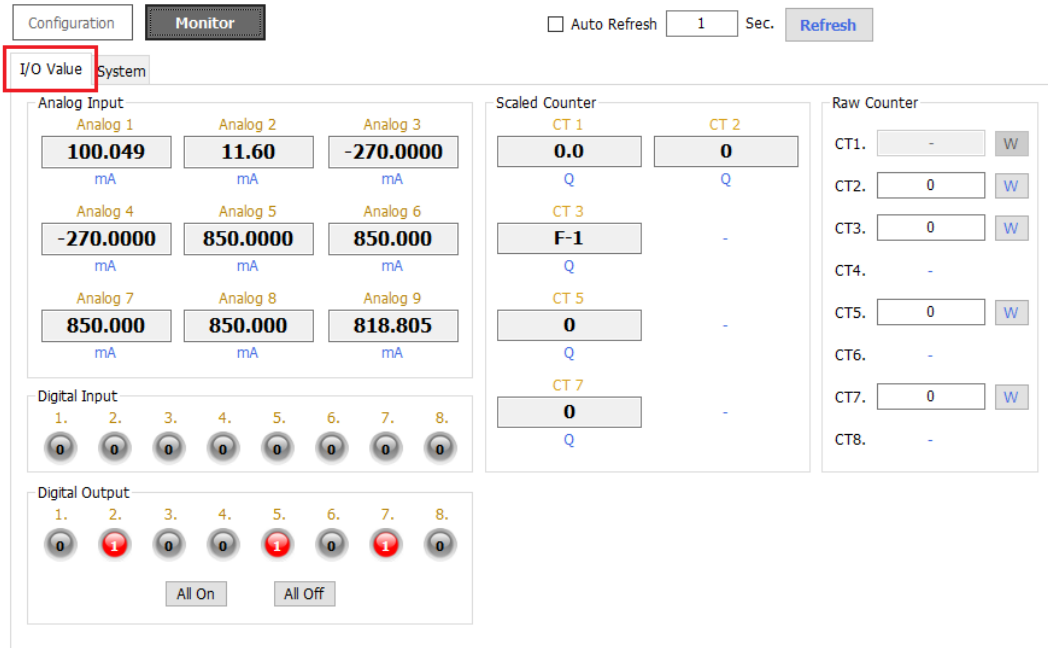 Configuration Monitor Auto Refresh 1 Sec. Refresh
I/O Value System
Analog Input
Analog 1 Analog 2 Analog 3
100.049 11.60 -270.0000
mA mA mA
Analog 4 Analog 5 Analog 6
-270.0000 850.0000 850.000
mA mA mA
Analog 7 Analog 8 Analog 9
850.000 850.000 818.805
mA mA mA
Digital Input
1. 2. 3. 4. 5. 6. 7. 8.
0 0 0 0 0 0 0 0
Digital Output
1. 2. 3. 4. 5. 6. 7. 8.
0 1 0 0 1 0 1 0
All On All Off
Scaled Counter
CT 1 CT 2
0.0 0
Q Q
CT 3
F-1 -
Q
CT 5
0 -
Q
CT 7
0 -
Q
Raw Counter
CT1. - W
CT2. 0 W
CT3. 0 W
CT4. -
CT5. 0 W
CT6. -
CT7. 0 W
CT8. -